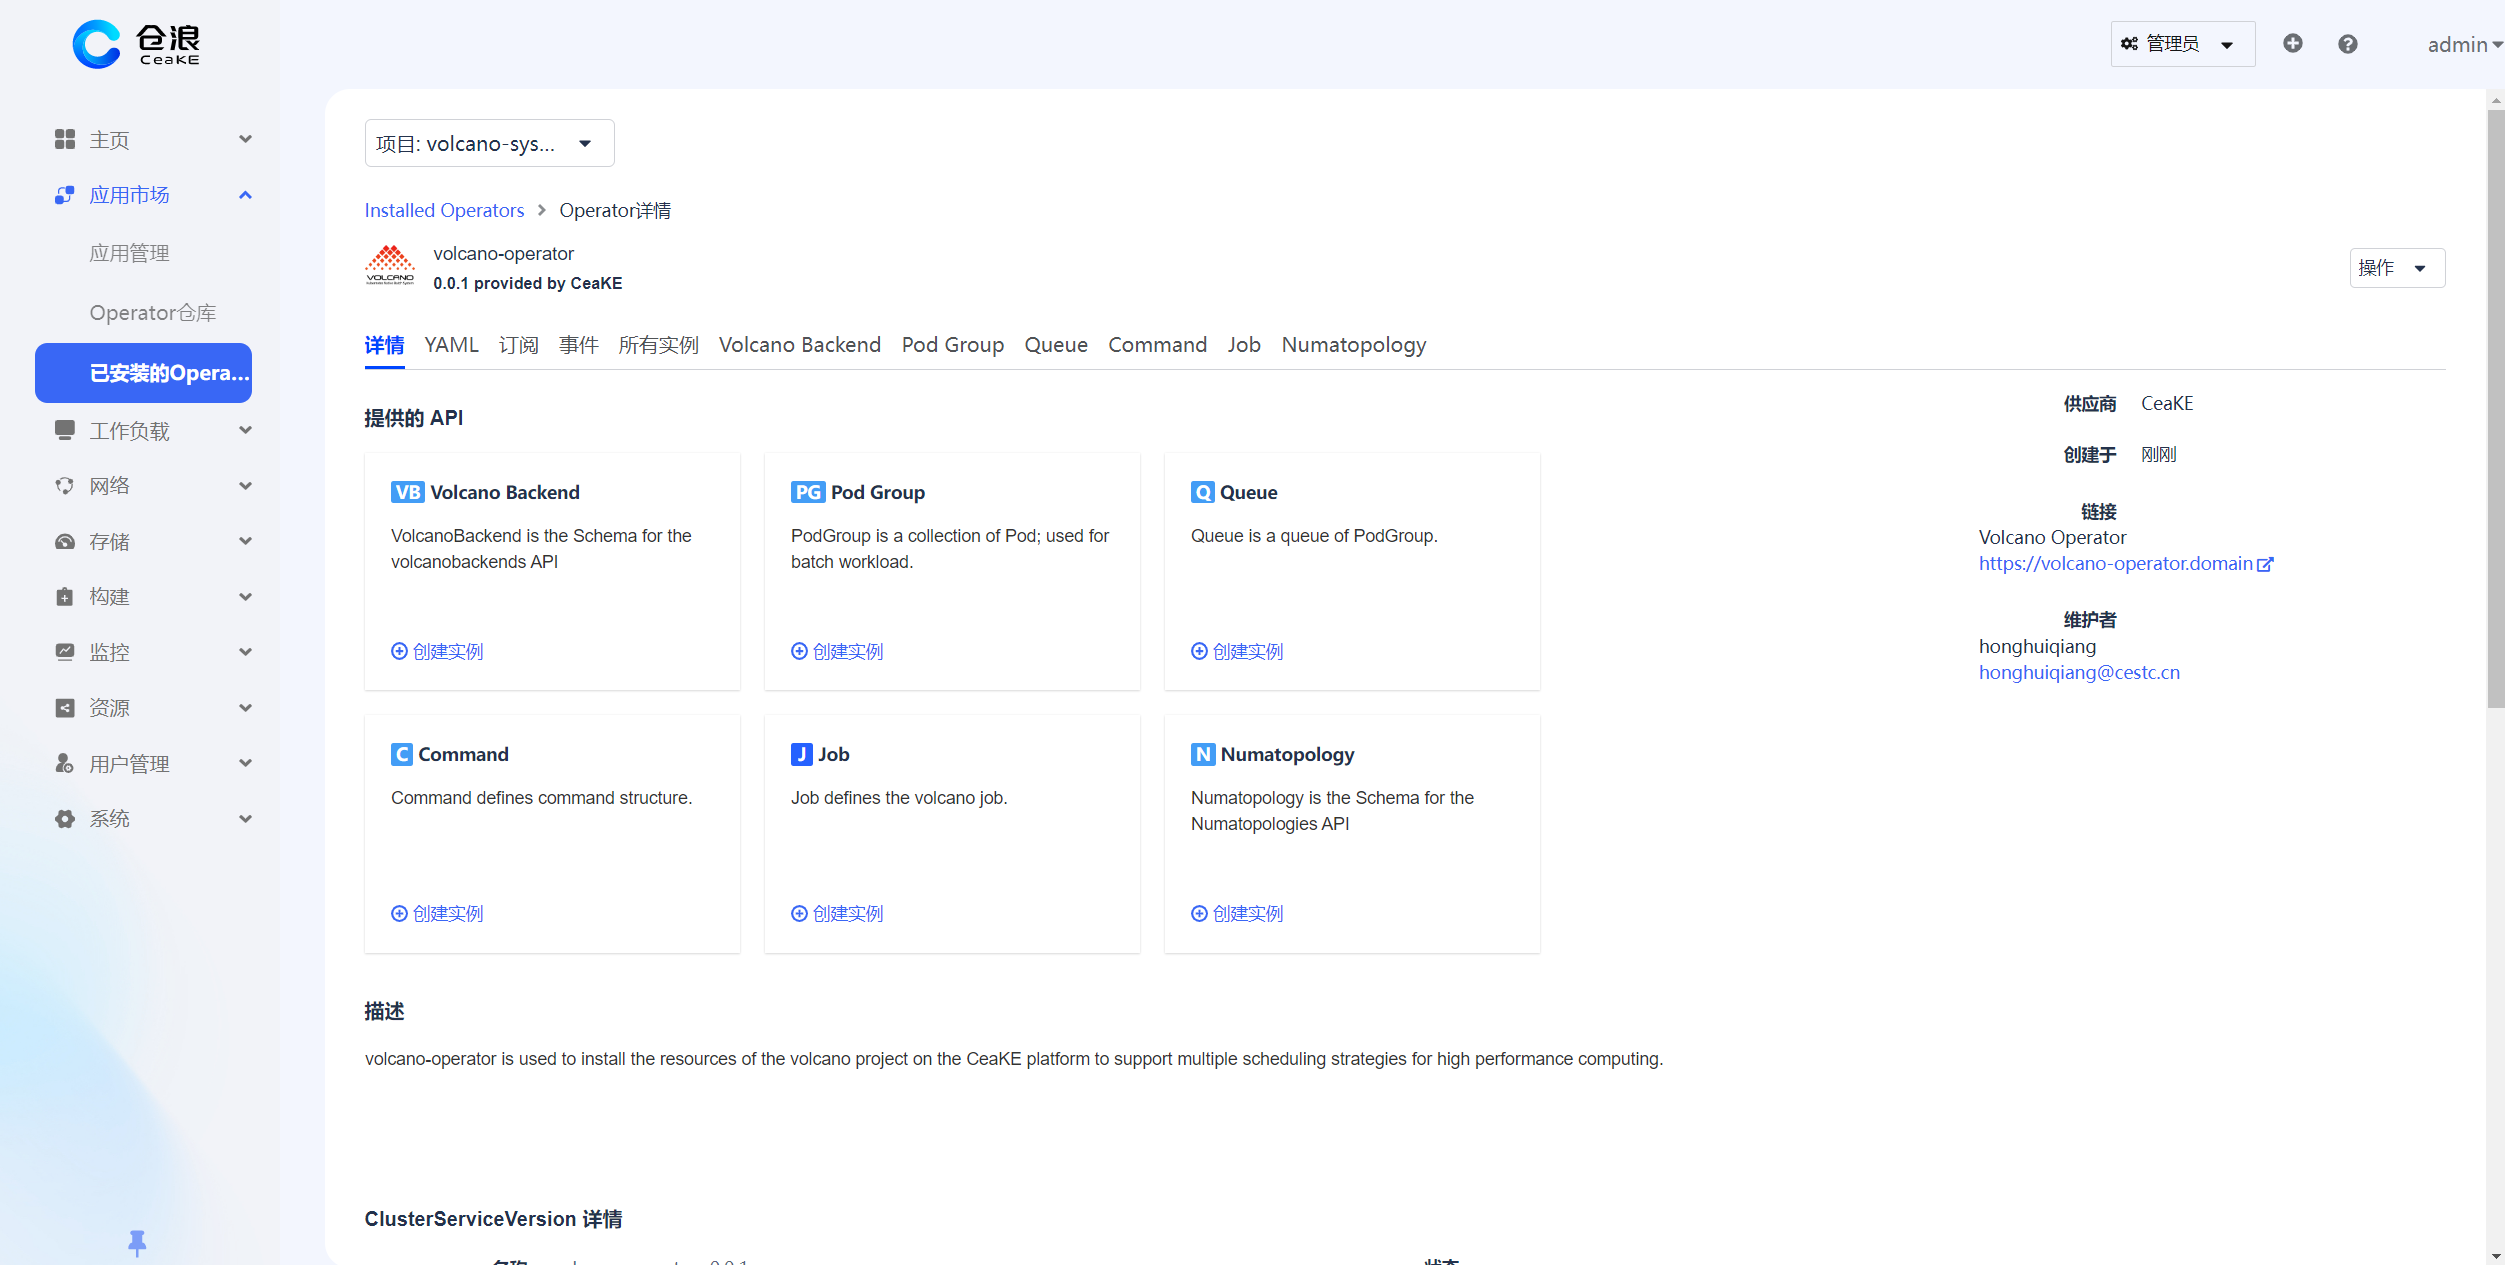 仓浪
CeaKE
管理员
admin
主页
应用市场
应用管理
Operator仓库
已安装的Opera...
工作负载
网络
存储
构建
监控
资源
用户管理
系统
项目: volcano-sys...
Installed Operators > Operator详情
VOLCANO
volcano-operator
0.0.1 provided by CeaKE
操作
详情 YAML 订阅 事件 所有实例 Volcano Backend Pod Group Queue Command Job Numatopology
提供的 API
VB Volcano Backend
VolcanoBackend is the Schema for the
volcanobackends API
创建实例
PG Pod Group
PodGroup is a collection of Pod; used for
batch workload.
创建实例
Q Queue
Queue is a queue of PodGroup.
创建实例
C Command
Command defines command structure.
创建实例
J Job
Job defines the volcano job.
创建实例
N Numatopology
Numatopology is the Schema for the
Numatopologies API
创建实例
供应商 CeaKE
创建于 刚刚
链接
Volcano Operator
https://volcano-operator.domain
维护者
honghuiqiang
honghuiqiang@cestc.cn
描述
volcano-operator is used to install the resources of the volcano project on the CeaKE platform to support multiple scheduling strategies for high performance computing.
ClusterServiceVersion 详情
名称
状态